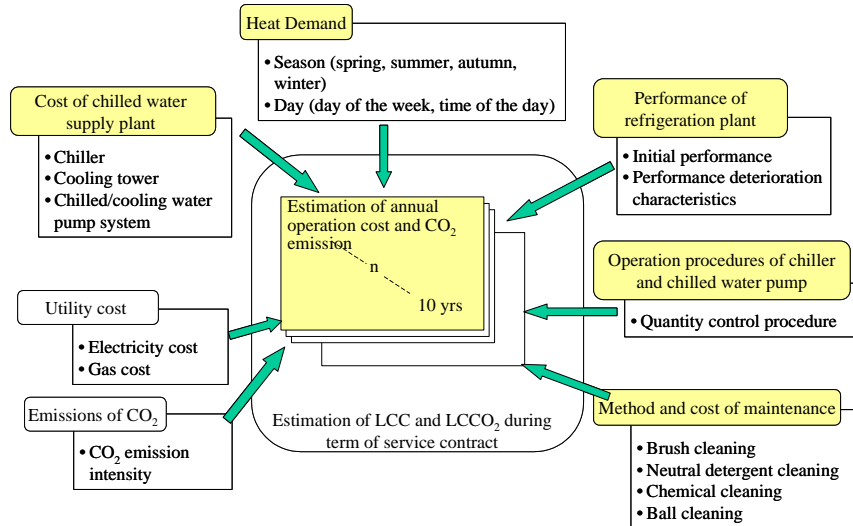 Heat Demand
• Season (spring, summer, autumn,
winter)
• Day (day of the week, time of the day)
Cost of chilled water
supply plant
• Chiller
• Cooling tower
• Chilled/cooling water
pump system
Performance of
refrigeration plant
• Initial performance
• Performance deterioration
characteristics
Estimation of annual
operation cost and CO₂
emission
n
10 yrs
Operation procedures of chiller
and chilled water pump
• Quantity control procedure
Utility cost
• Electricity cost
• Gas cost
Emissions of CO₂
• CO₂ emission
intensity
Estimation of LCC and LCCO₂ during
term of service contract
Method and cost of maintenance
• Brush cleaning
• Neutral detergent cleaning
• Chemical cleaning
• Ball cleaning